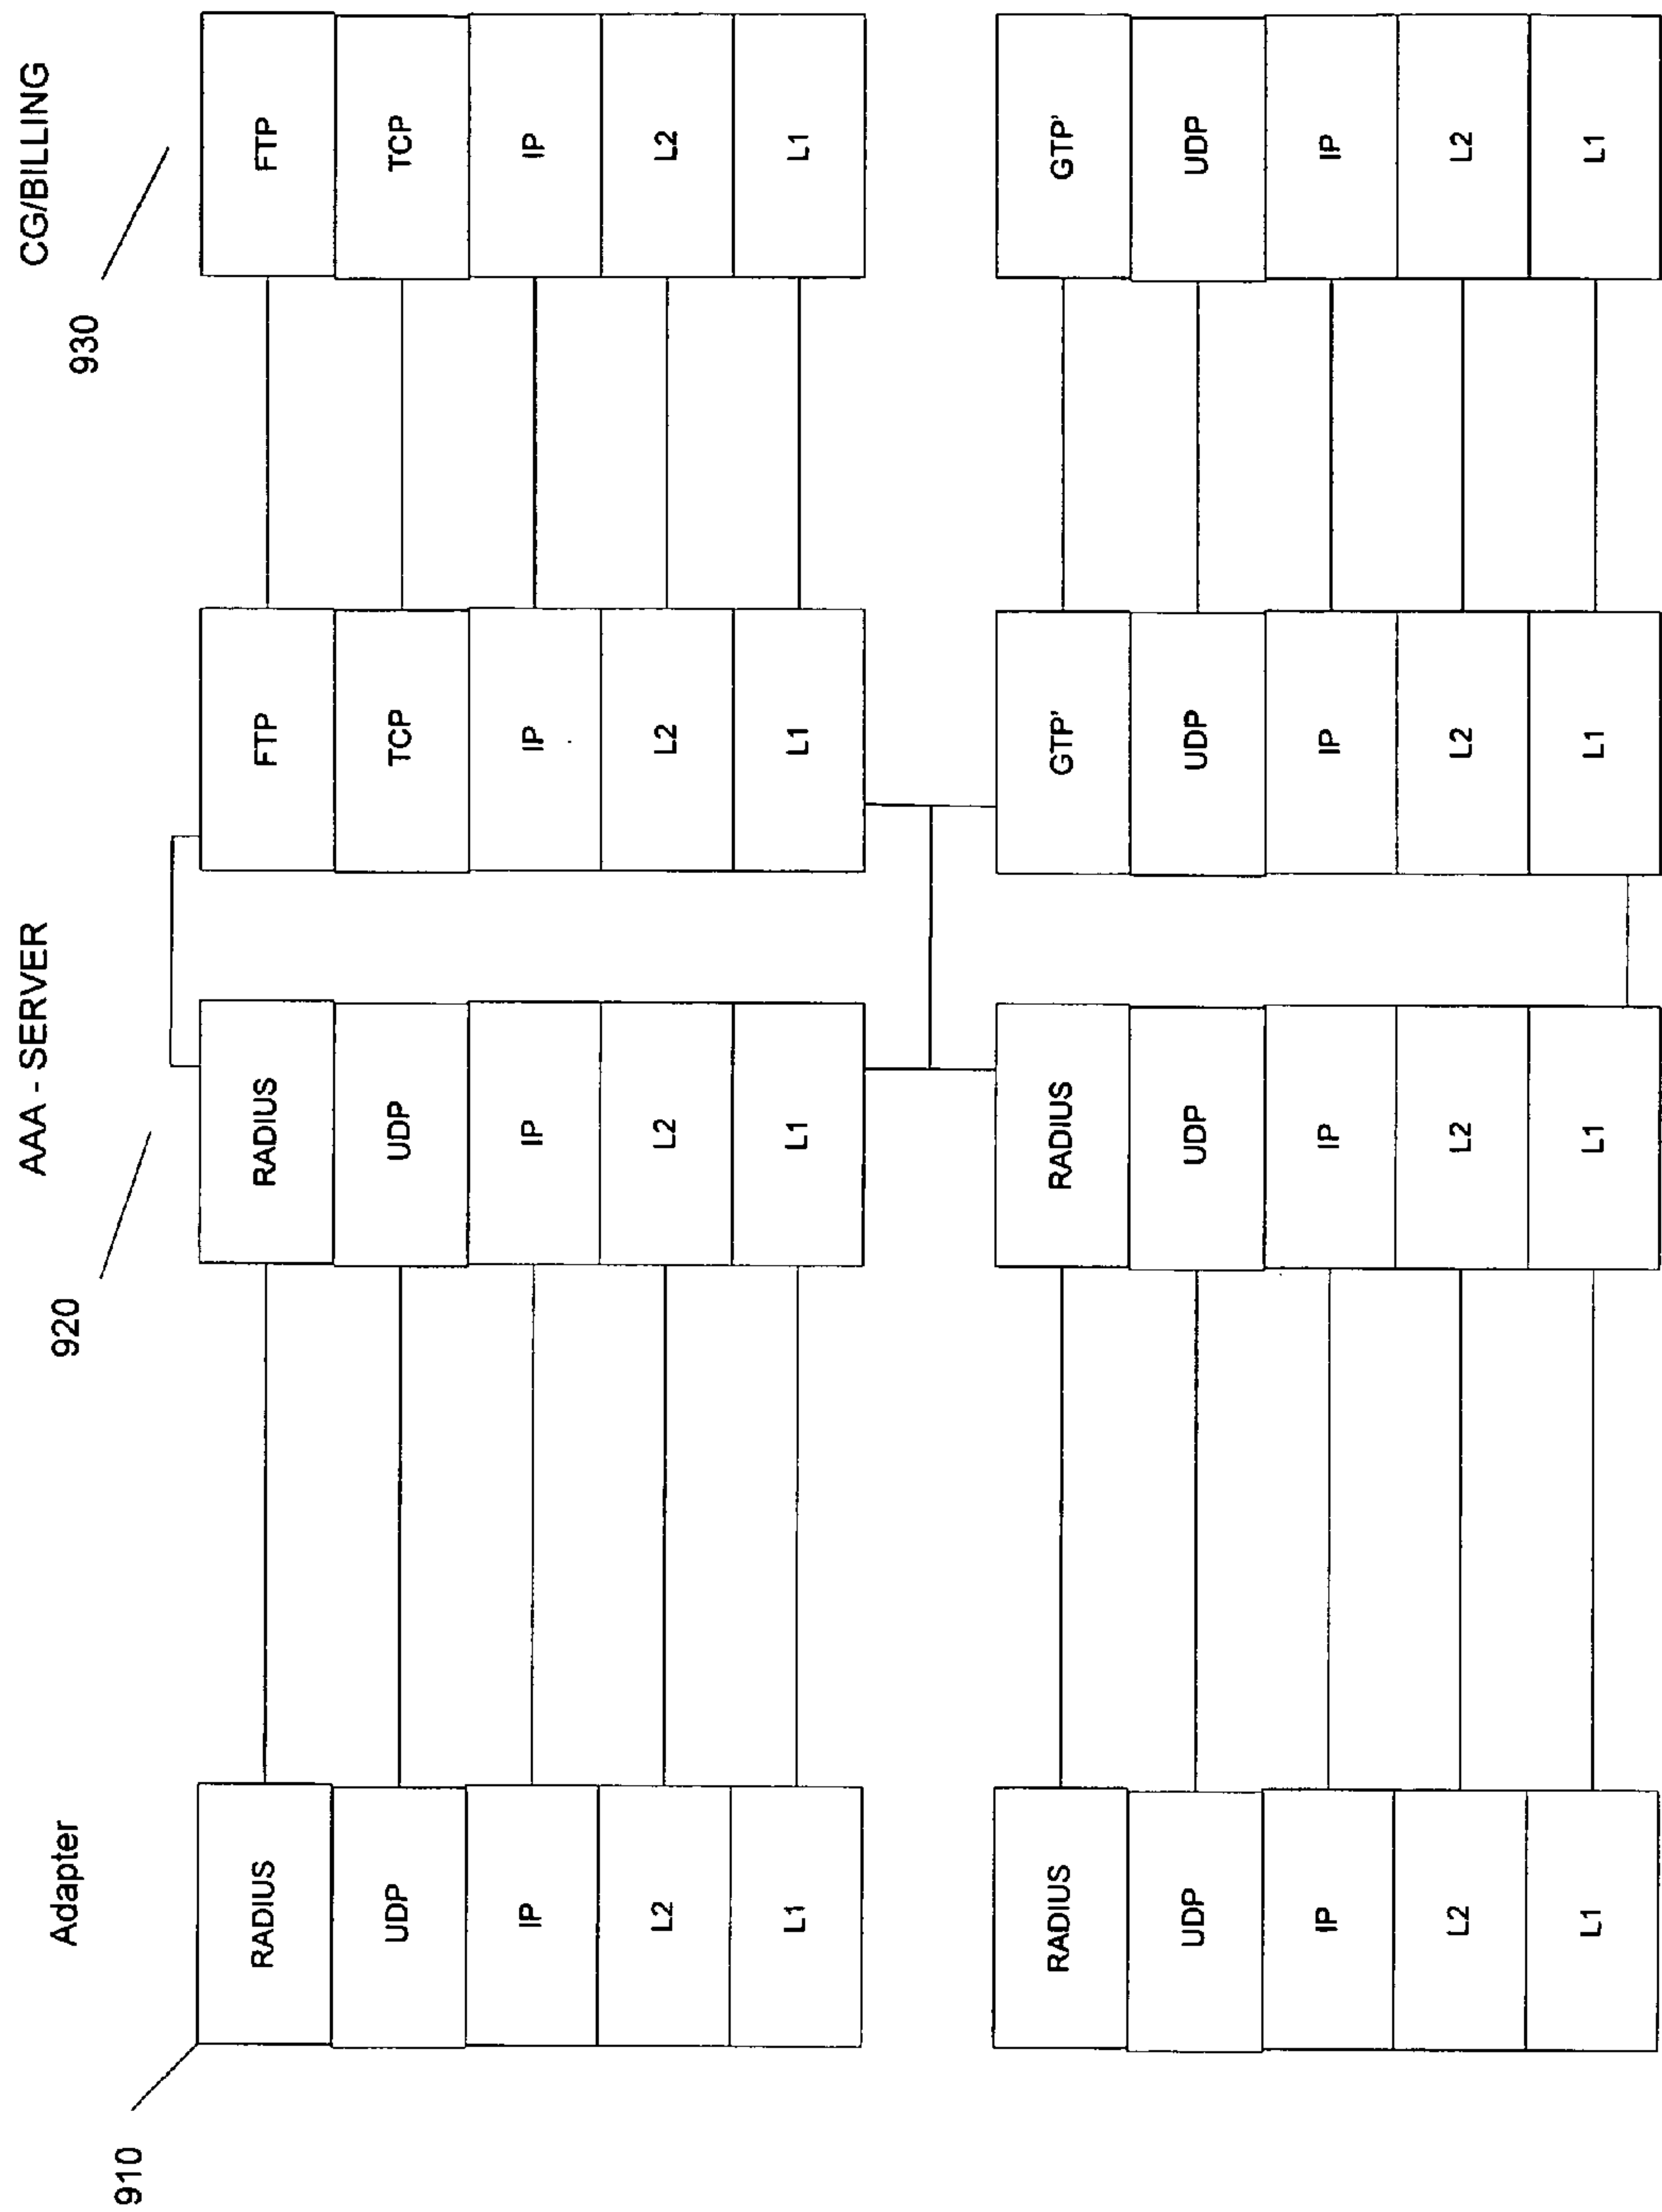 Adapter
AAA - SERVER
CG/BILLING
910
920
930
RADIUS
RADIUS
FTP
FTP
UDP
UDP
TCP
TCP
IP
IP
IP
IP
L2
L2
L2
L2
L1
L1
L1
L1
RADIUS
RADIUS
GTP'
GTP'
UDP
UDP
UDP
UDP
IP
IP
IP
IP
L2
L2
L2
L2
L1
L1
L1
L1